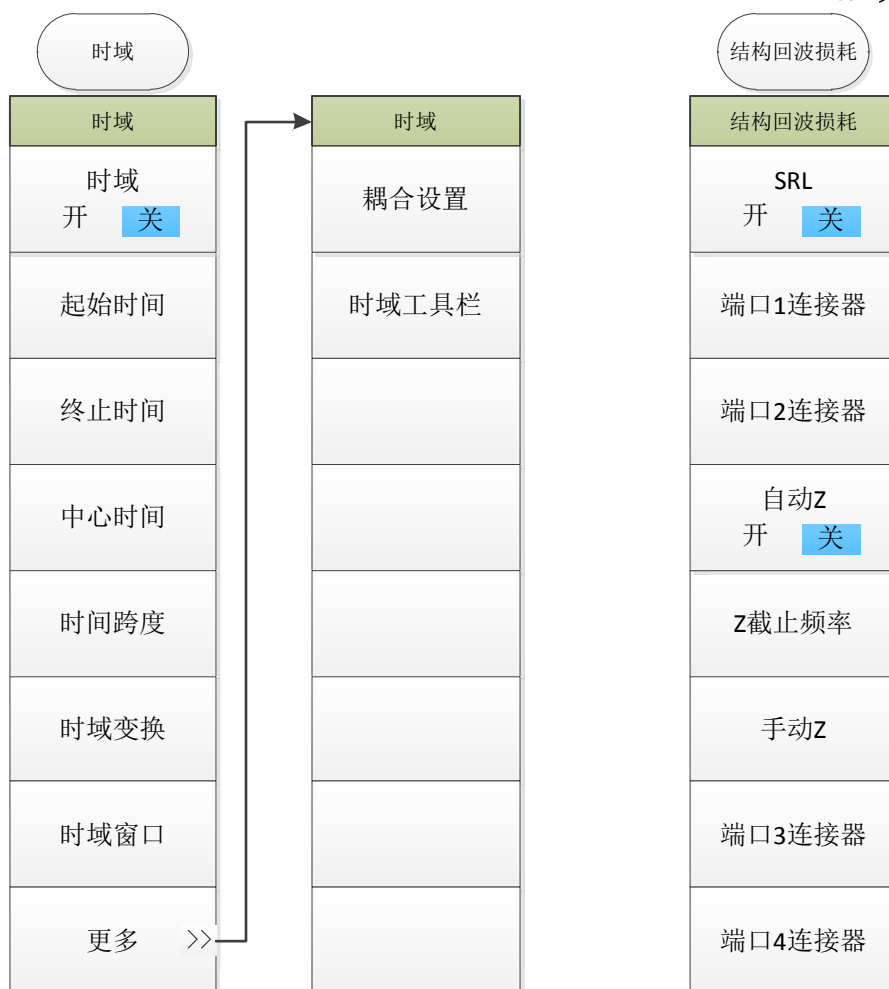 时域
时域
时域
开 关
起始时间
终止时间
中心时间
时间跨度
时域变换
时域窗口
更多 >>
时域
耦合设置
时域工具栏
结构回波损耗
结构回波损耗
SRL
开 关
端口1连接器
端口2连接器
自动Z
开 关
Z截止频率
手动Z
端口3连接器
端口4连接器